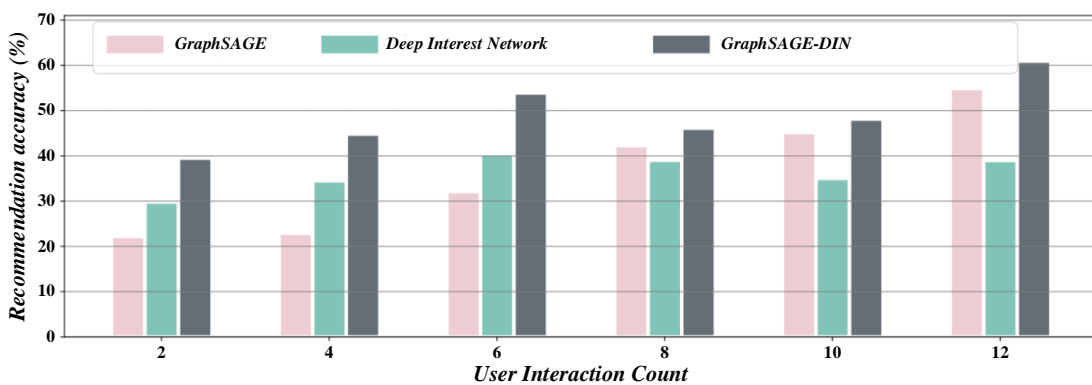 Recommendation accuracy (%)
70
60
50
40
30
20
10
0
GraphSAGE Deep Interest Network GraphSAGE-DIN
2 4 6 8 10 12
User Interaction Count